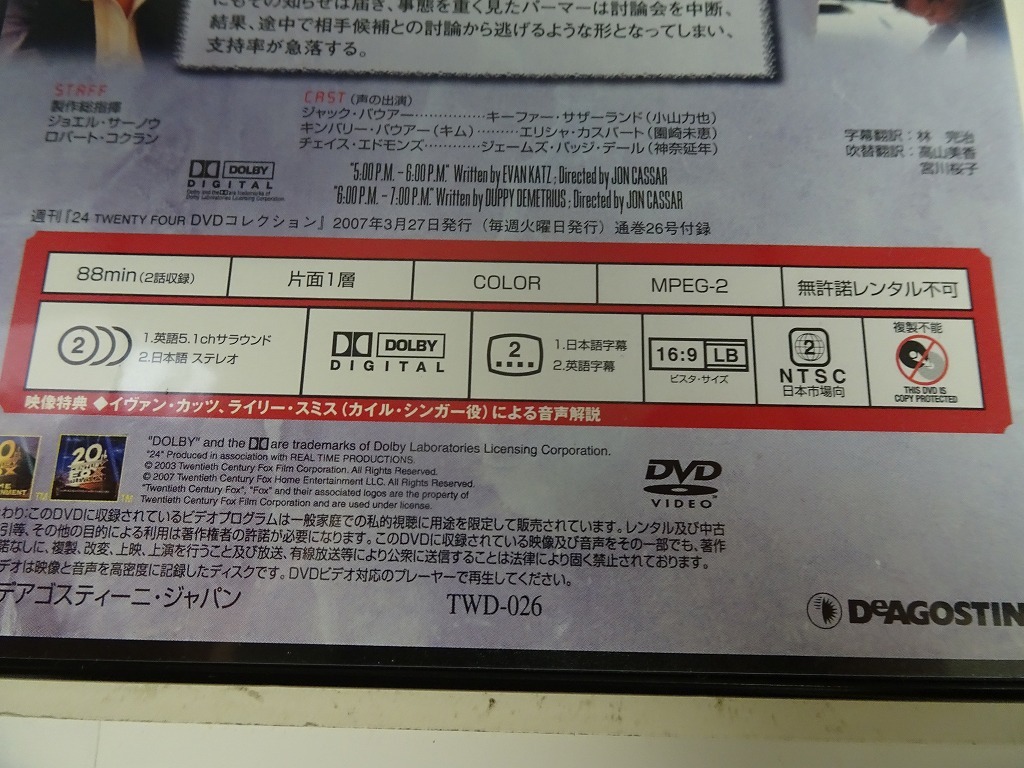 にもその知らせは届き、事態を重く見たパーマーは討論会を中断、
結果、途中で相手候補との討論から逃げるような形となってしまい、
支持率が急落する。
STAFF
製作総指揮
ジョエル・サーノウ
ロバート・コクラン
CAST (声の出演)
ジャック・バウアー……………キーファー・サザーランド(小山力也)
キンバリー・バウアー(キム)………エリシャ・カスバート(園崎未恵)
チェイス・エドモンズ…………ジェームズ・バッジ・デール(神奈延年)
字幕翻訳:林 完治
吹替翻訳:高山美香
宮川桜子
DOLBY
DIGITAL
Dolby and the DD are trademarks of
Dolby Laboratories Licensing Corporation.
"5:00 P.M. – 6:00 P.M." Written by EVAN KATZ ; Directed by JON CASSAR
"6:00 P.M. – 7:00 P.M." Written by DUPPY DEMETRIUS ; Directed by JON CASSAR
週刊『24 TWENTY FOUR DVDコレクション』 2007年3月27日発行(毎週火曜日発行)通巻26号付録
88min(2話収録) 片面1層 COLOR MPEG-2 無許諾レンタル不可
2 1.英語5.1chサラウンド
2.日本語 ステレオ
DOLBY
DIGITAL
2 1.日本語字幕
2.英語字幕
16:9 LB
ビスタ・サイズ
2
NTSC
日本市場向
複製不能
THIS DVD IS
COPY PROTECTED
映像特典 ◆イヴァン・カッツ、ライリー・スミス(カイル・シンガー役)による音声解説
20th
CENTURY
FOX
"DOLBY" and the DD are trademarks of Dolby Laboratories Licensing Corporation.
"24" Produced in association with REAL TIME PRODUCTIONS.
© 2003 Twentieth Century Fox Film Corporation. All Rights Reserved.
© 2007 Twentieth Century Fox Home Entertainment LLC. All Rights Reserved.
"Twentieth Century Fox", "Fox" and their associated logos are the property of
Twentieth Century Fox Film Corporation and are used under license.
TM
TM
DVD
VIDEO
わり:このDVDに収録されているビデオプログラムは一般家庭での私的視聴に用途を限定して販売されています。レンタル及び中古
引等、その他の目的による利用は著作権者の許諾が必要になります。このDVDに収録されている映像及び音声をその一部でも、著作
諾なしに、複製、改変、上映、上演を行うこと及び放送、有線放送等により公衆に送信することは法律により固く禁止されております。
デオは映像と音声を高密度に記録したディスクです。DVDビデオ対応のプレーヤーで再生してください。
デアゴスティーニ・ジャパン
TWD-026
DeAGOSTIN